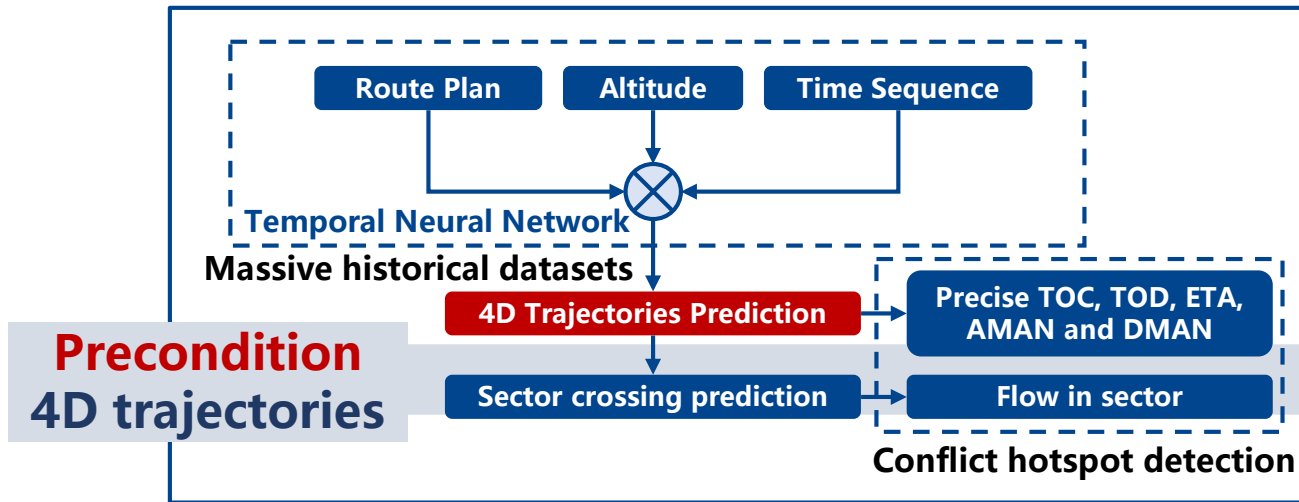 Route Plan
Altitude
Time Sequence
Temporal Neural Network
Massive historical datasets
4D Trajectories Prediction
Precise TOC, TOD, ETA,
AMAN and DMAN
Precondition
4D trajectories
Sector crossing prediction
Flow in sector
Conflict hotspot detection